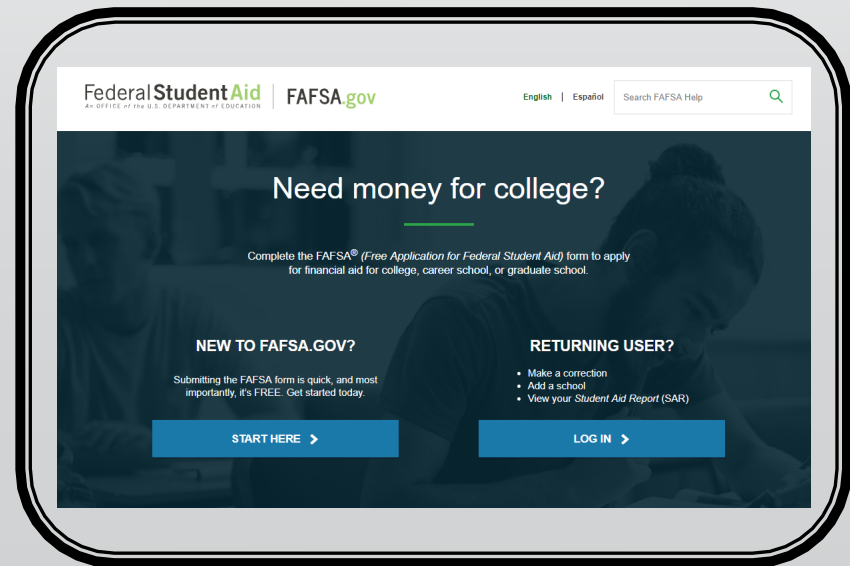 Federal Student Aid
An OFFICE of the U.S. DEPARTMENT of EDUCATION
FAFSA.gov
English | Español
Search FAFSA Help
Need money for college?
Complete the FAFSA® (Free Application for Federal Student Aid) form to apply
for financial aid for college, career school, or graduate school.
NEW TO FAFSA.GOV?
Submitting the FAFSA form is quick, and most
importantly, it's FREE. Get started today.
START HERE
RETURNING USER?
• Make a correction
• Add a school
• View your Student Aid Report (SAR)
LOG IN